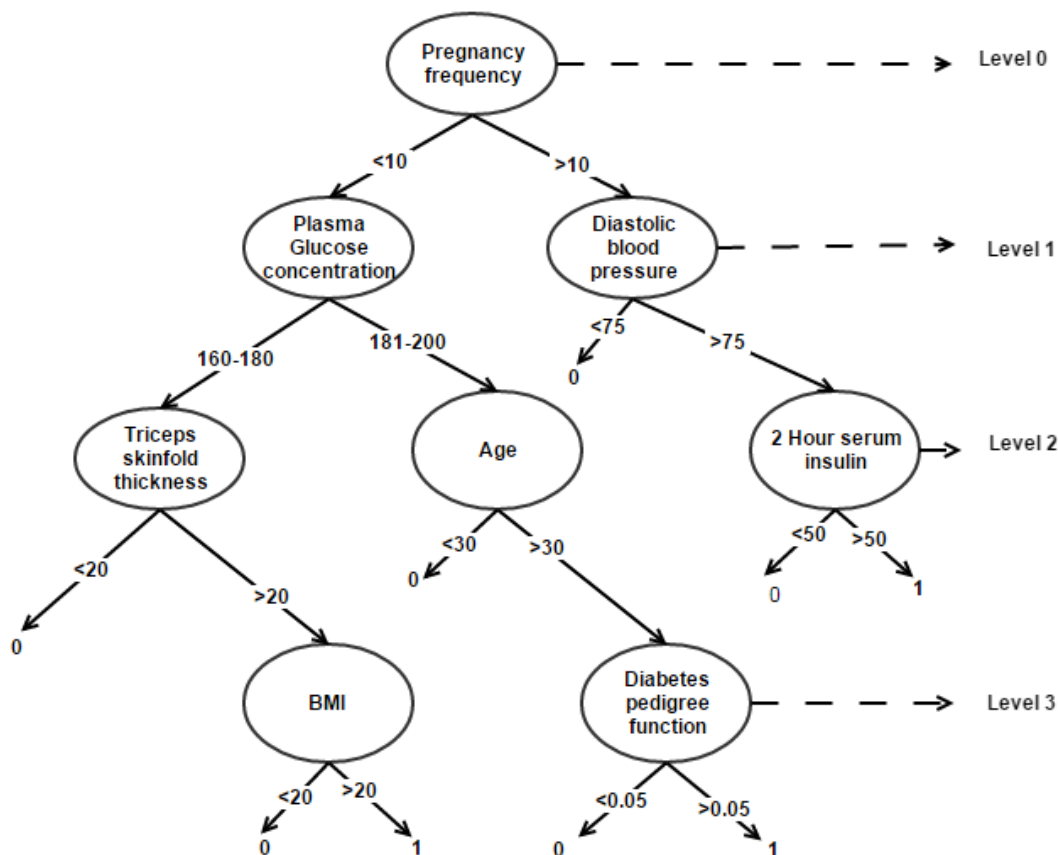 Pregnancy
frequency
Level 0
<10
>10
Plasma
Glucose
concentration
Diastolic
blood
pressure
Level 1
160-180
181-200
<75
>75
0
Triceps
skinfold
thickness
Age
2 Hour serum
insulin
Level 2
<20
>20
<30
>30
<50
>50
0
0
0
1
BMI
Diabetes
pedigree
function
Level 3
<20
>20
<0.05
>0.05
0
1
0
1